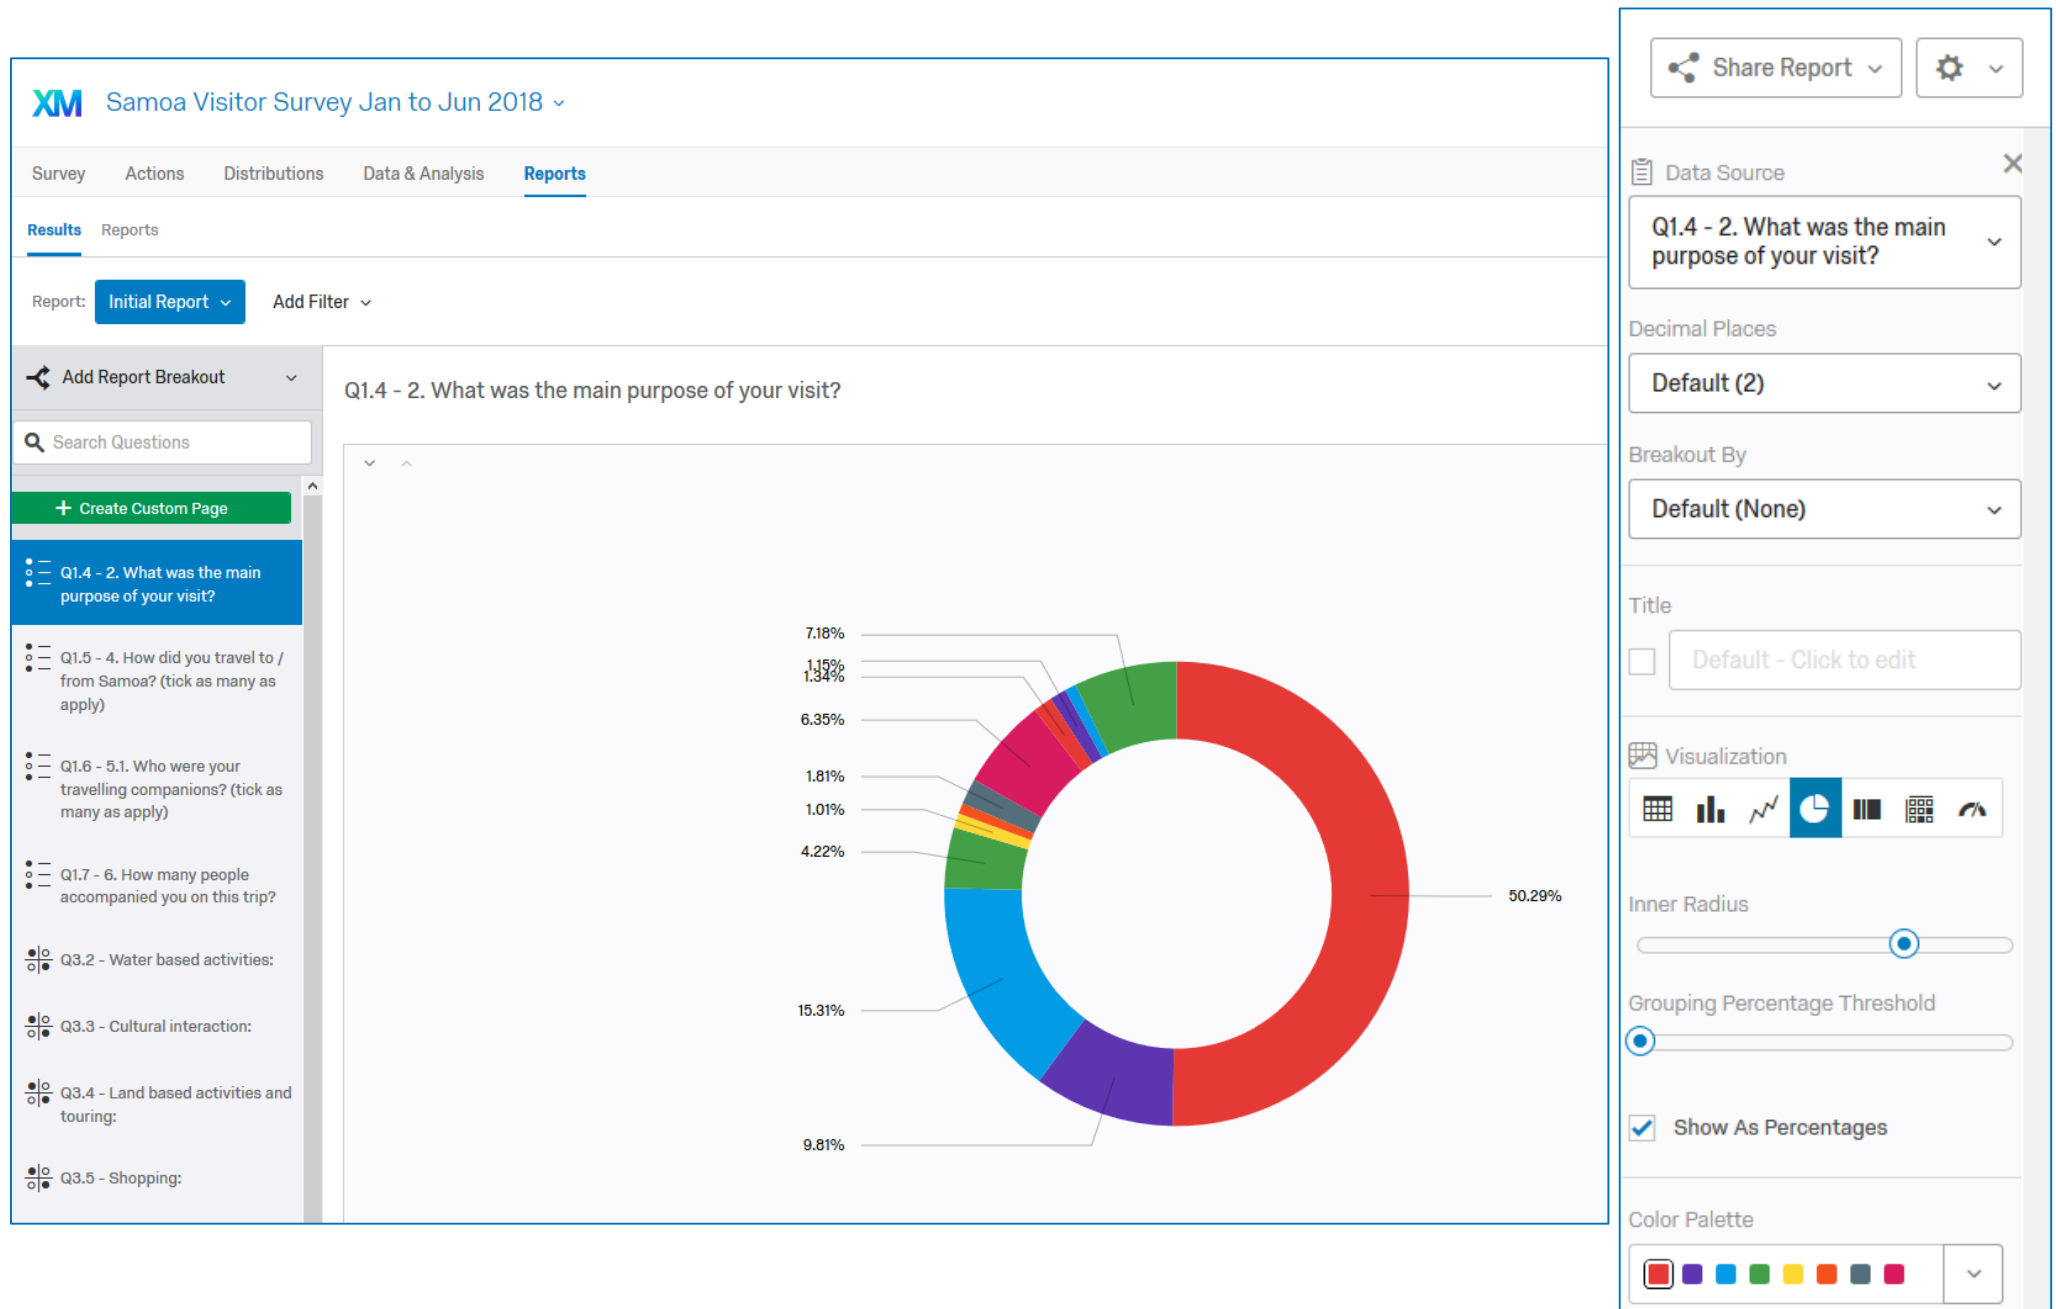 XM Samoa Visitor Survey Jan to Jun 2018
Survey Actions Distributions Data & Analysis Reports
Results Reports
Report: Initial Report Add Filter
Add Report Breakout
Search Questions
+ Create Custom Page
Q1.4 - 2. What was the main
purpose of your visit?
Q1.5 - 4. How did you travel to /
from Samoa? (tick as many as
apply)
Q1.6 - 5.1. Who were your
travelling companions? (tick as
many as apply)
Q1.7 - 6. How many people
accompanied you on this trip?
Q3.2 - Water based activities:
Q3.3 - Cultural interaction:
Q3.4 - Land based activities and
touring:
Q3.5 - Shopping:
Q1.4 - 2. What was the main purpose of your visit?
7.18%
1.15%
1.34%
6.35%
1.81%
1.01%
4.22%
50.29%
15.31%
9.81%
Share Report
Data Source
Q1.4 - 2. What was the main
purpose of your visit?
Decimal Places
Default (2)
Breakout By
Default (None)
Title
Default - Click to edit
Visualization
Inner Radius
Grouping Percentage Threshold
Show As Percentages
Color Palette